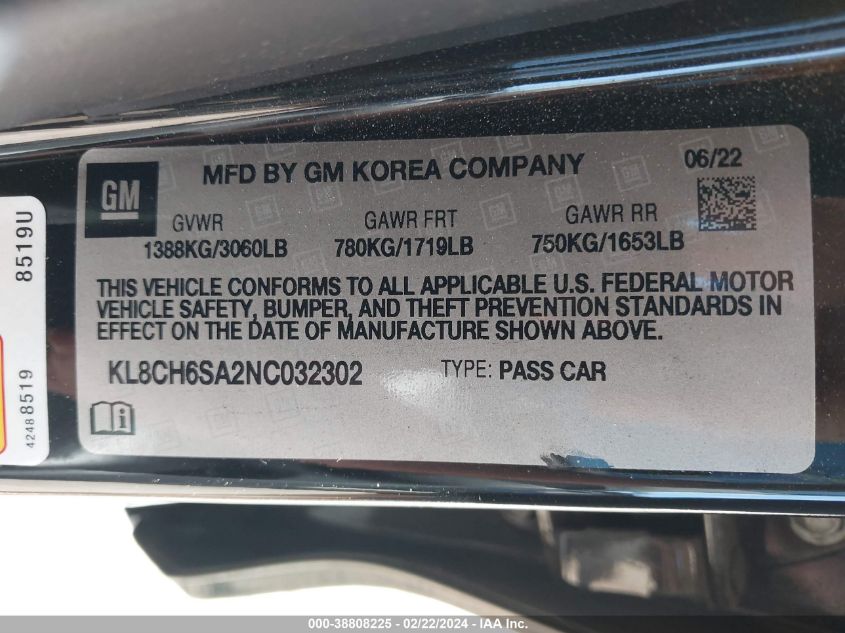 MFD BY GM KOREA COMPANY 06/22
GM
GVWR GAWR FRT GAWR RR
1388KG/3060LB 780KG/1719LB 750KG/1653LB
THIS VEHICLE CONFORMS TO ALL APPLICABLE U.S. FEDERAL MOTOR
VEHICLE SAFETY, BUMPER, AND THEFT PREVENTION STANDARDS IN
EFFECT ON THE DATE OF MANUFACTURE SHOWN ABOVE.
KL8CH6SA2NC032302 TYPE: PASS CAR
8519U
42488519
000-38808225 - 02/22/2024 - IAA Inc.